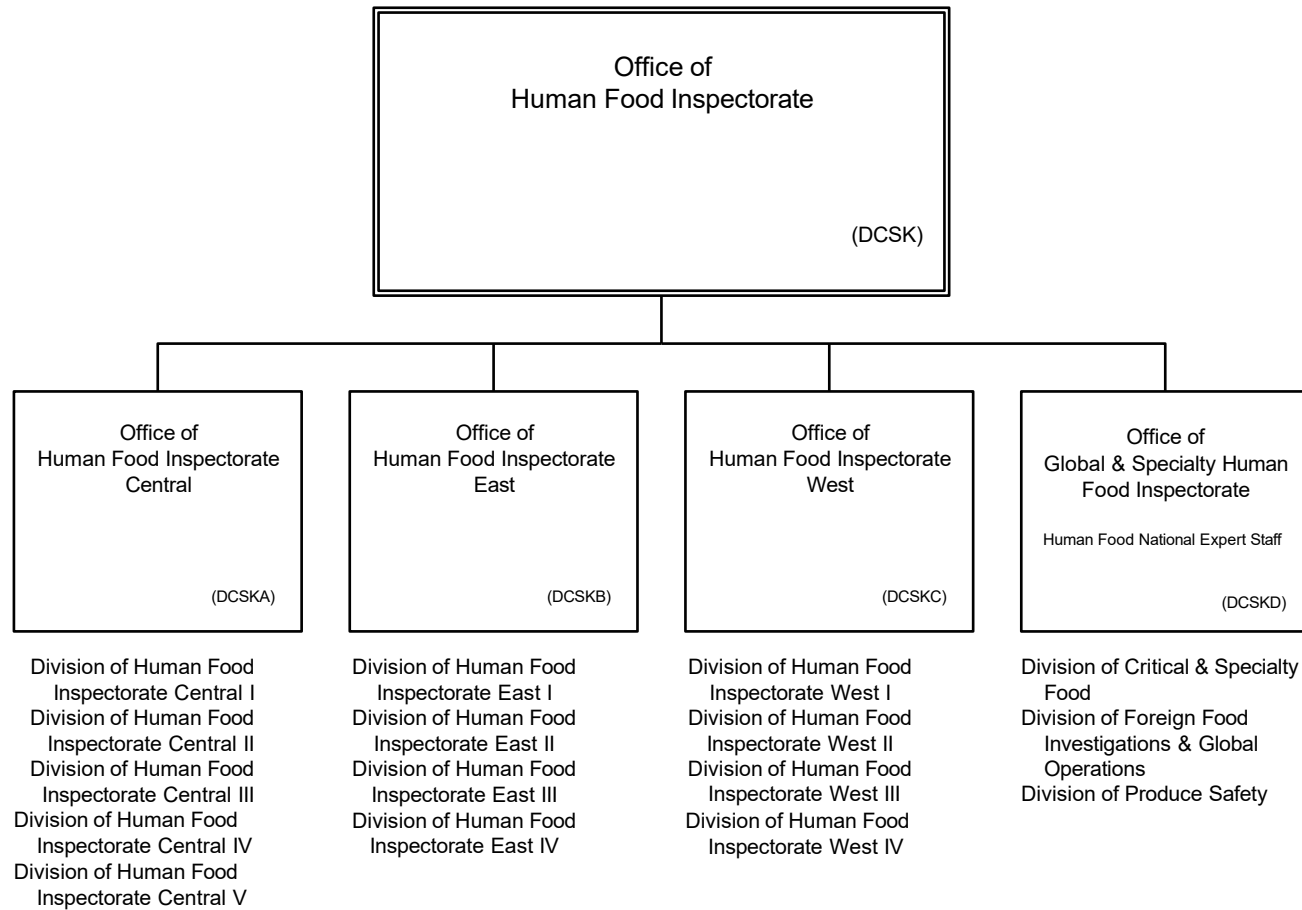 Office of
Human Food Inspectorate
(DCSK)
Office of
Human Food Inspectorate
Central
(DCSKA)
Office of
Human Food Inspectorate
East
(DCSKB)
Office of
Human Food Inspectorate
West
(DCSKC)
Office of
Global & Specialty Human
Food Inspectorate
Human Food National Expert Staff
(DCSKD)
Division of Human Food
Inspectorate Central I
Division of Human Food
Inspectorate Central II
Division of Human Food
Inspectorate Central III
Division of Human Food
Inspectorate Central IV
Division of Human Food
Inspectorate Central V
Division of Human Food
Inspectorate East I
Division of Human Food
Inspectorate East II
Division of Human Food
Inspectorate East III
Division of Human Food
Inspectorate East IV
Division of Human Food
Inspectorate West I
Division of Human Food
Inspectorate West II
Division of Human Food
Inspectorate West III
Division of Human Food
Inspectorate West IV
Division of Critical & Specialty
Food
Division of Foreign Food
Investigations & Global
Operations
Division of Produce Safety